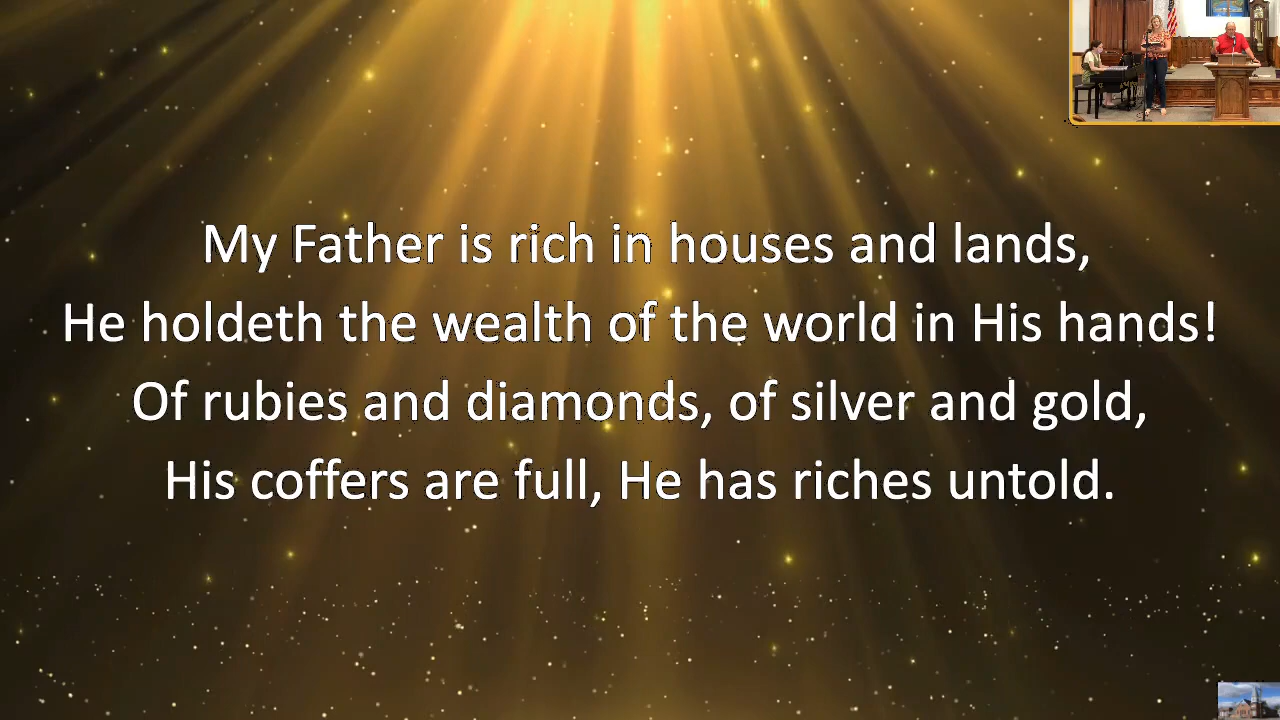 My Father is rich in houses and lands,
He holdeth the wealth of the world in His hands!
Of rubies and diamonds, of silver and gold,
His coffers are full, He has riches untold.